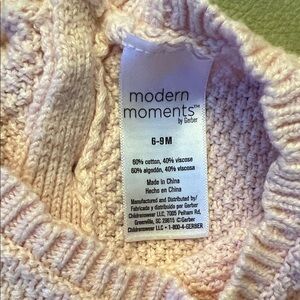 modern
moments™
by Gerber
6-9 M
60% cotton, 40% viscose
60% algodón, 40% viscosa
Made in China
Hecho en China
Manufactured and Distributed by/
Fabricado y distribuido por Gerber
Childrenswear LLC, 7005 Pelham Rd,
Greenville, SC 29615 ©Gerber
Childrenswear LLC • 1-800-4-GERBER